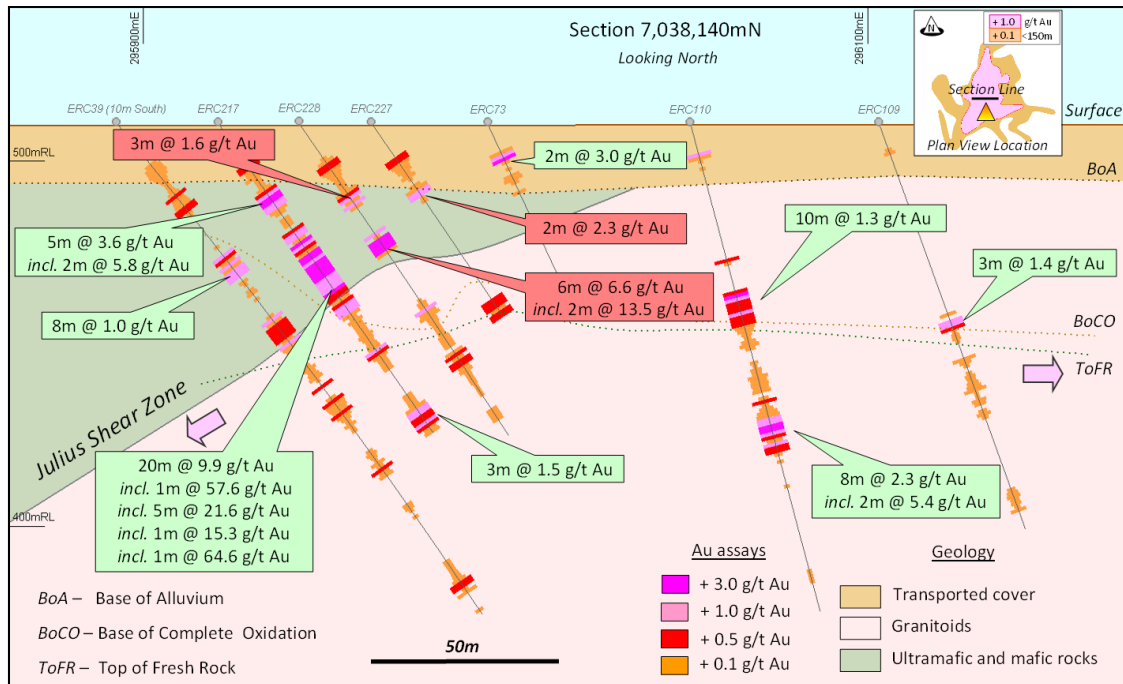 Section 7,038,140mN
Looking North
295900mE
296100mE
+ 1.0 g/t Au
+ 0.1 <150m
N
Section Line
Plan View Location
Surface
ERC39 (10m South)
ERC217
ERC228
ERC227
ERC73
ERC110
ERC109
500mRL
BoA
3m @ 1.6 g/t Au
2m @ 3.0 g/t Au
5m @ 3.6 g/t Au
incl. 2m @ 5.8 g/t Au
2m @ 2.3 g/t Au
10m @ 1.3 g/t Au
3m @ 1.4 g/t Au
6m @ 6.6 g/t Au
incl. 2m @ 13.5 g/t Au
8m @ 1.0 g/t Au
BoCO
ToFR
Julius Shear Zone
20m @ 9.9 g/t Au
incl. 1m @ 57.6 g/t Au
incl. 5m @ 21.6 g/t Au
incl. 1m @ 15.3 g/t Au
incl. 1m @ 64.6 g/t Au
3m @ 1.5 g/t Au
8m @ 2.3 g/t Au
incl. 2m @ 5.4 g/t Au
400mRL
BoA – Base of Alluvium
BoCO – Base of Complete Oxidation
ToFR – Top of Fresh Rock
50m
Au assays
+ 3.0 g/t Au
+ 1.0 g/t Au
+ 0.5 g/t Au
+ 0.1 g/t Au
Geology
Transported cover
Granitoids
Ultramafic and mafic rocks